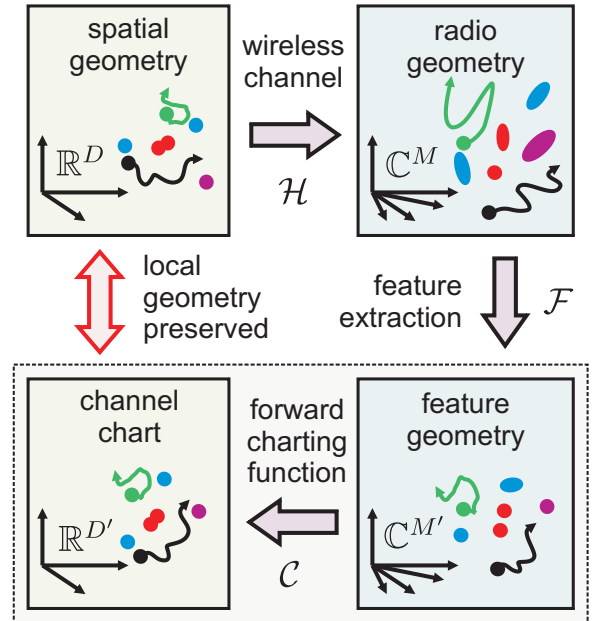 spatial
geometry
ℝ^D
wireless
channel
ℋ
radio
geometry
ℂ^M
local
geometry
preserved
feature
extraction
ℱ
channel
chart
ℝ^{D'}
forward
charting
function
𝒞
feature
geometry
ℂ^{M'}